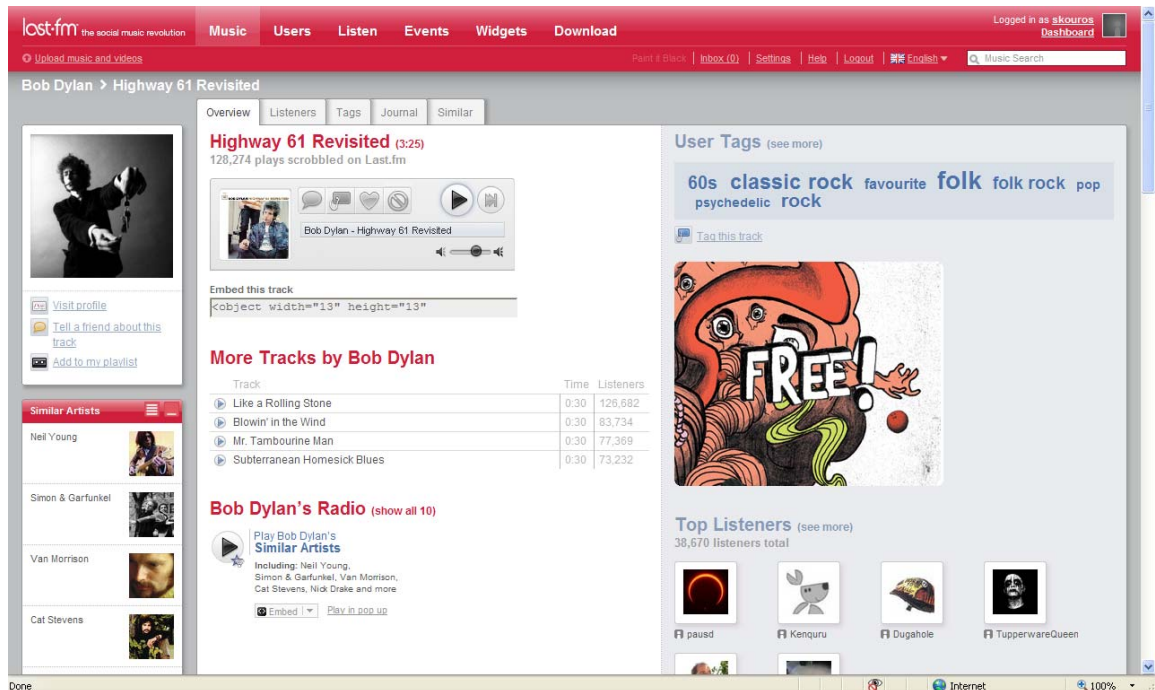 last.fm the social music revolution
Music Users Listen Events Widgets Download
Logged in as skouros
Dashboard
Upload music and videos
Paint it Black | Inbox (0) | Settings | Help | Logout | English
Music Search
Bob Dylan > Highway 61 Revisited
Overview Listeners Tags Journal Similar
Visit profile
Tell a friend about this
track
Add to my playlist
Similar Artists
Neil Young
Simon & Garfunkel
Van Morrison
Cat Stevens
Highway 61 Revisited (3:25)
128,274 plays scrobbled on Last.fm
Bob Dylan - Highway 61 Revisited
Embed this track
<object width="13" height="13"
More Tracks by Bob Dylan
Track Time Listeners
Like a Rolling Stone 0:30 126,682
Blowin' in the Wind 0:30 83,734
Mr. Tambourine Man 0:30 77,369
Subterranean Homesick Blues 0:30 73,232
Bob Dylan's Radio (show all 10)
Play Bob Dylan's
Similar Artists
Including: Neil Young,
Simon & Garfunkel, Van Morrison,
Cat Stevens, Nick Drake and more
Embed Play in pop up
User Tags (see more)
60s classic rock favourite folk folk rock pop
psychedelic rock
Tag this track
FREE!
Top Listeners (see more)
38,670 listeners total
pausd Kenquru Dugahole TupperwareQueen
Done Internet 100%